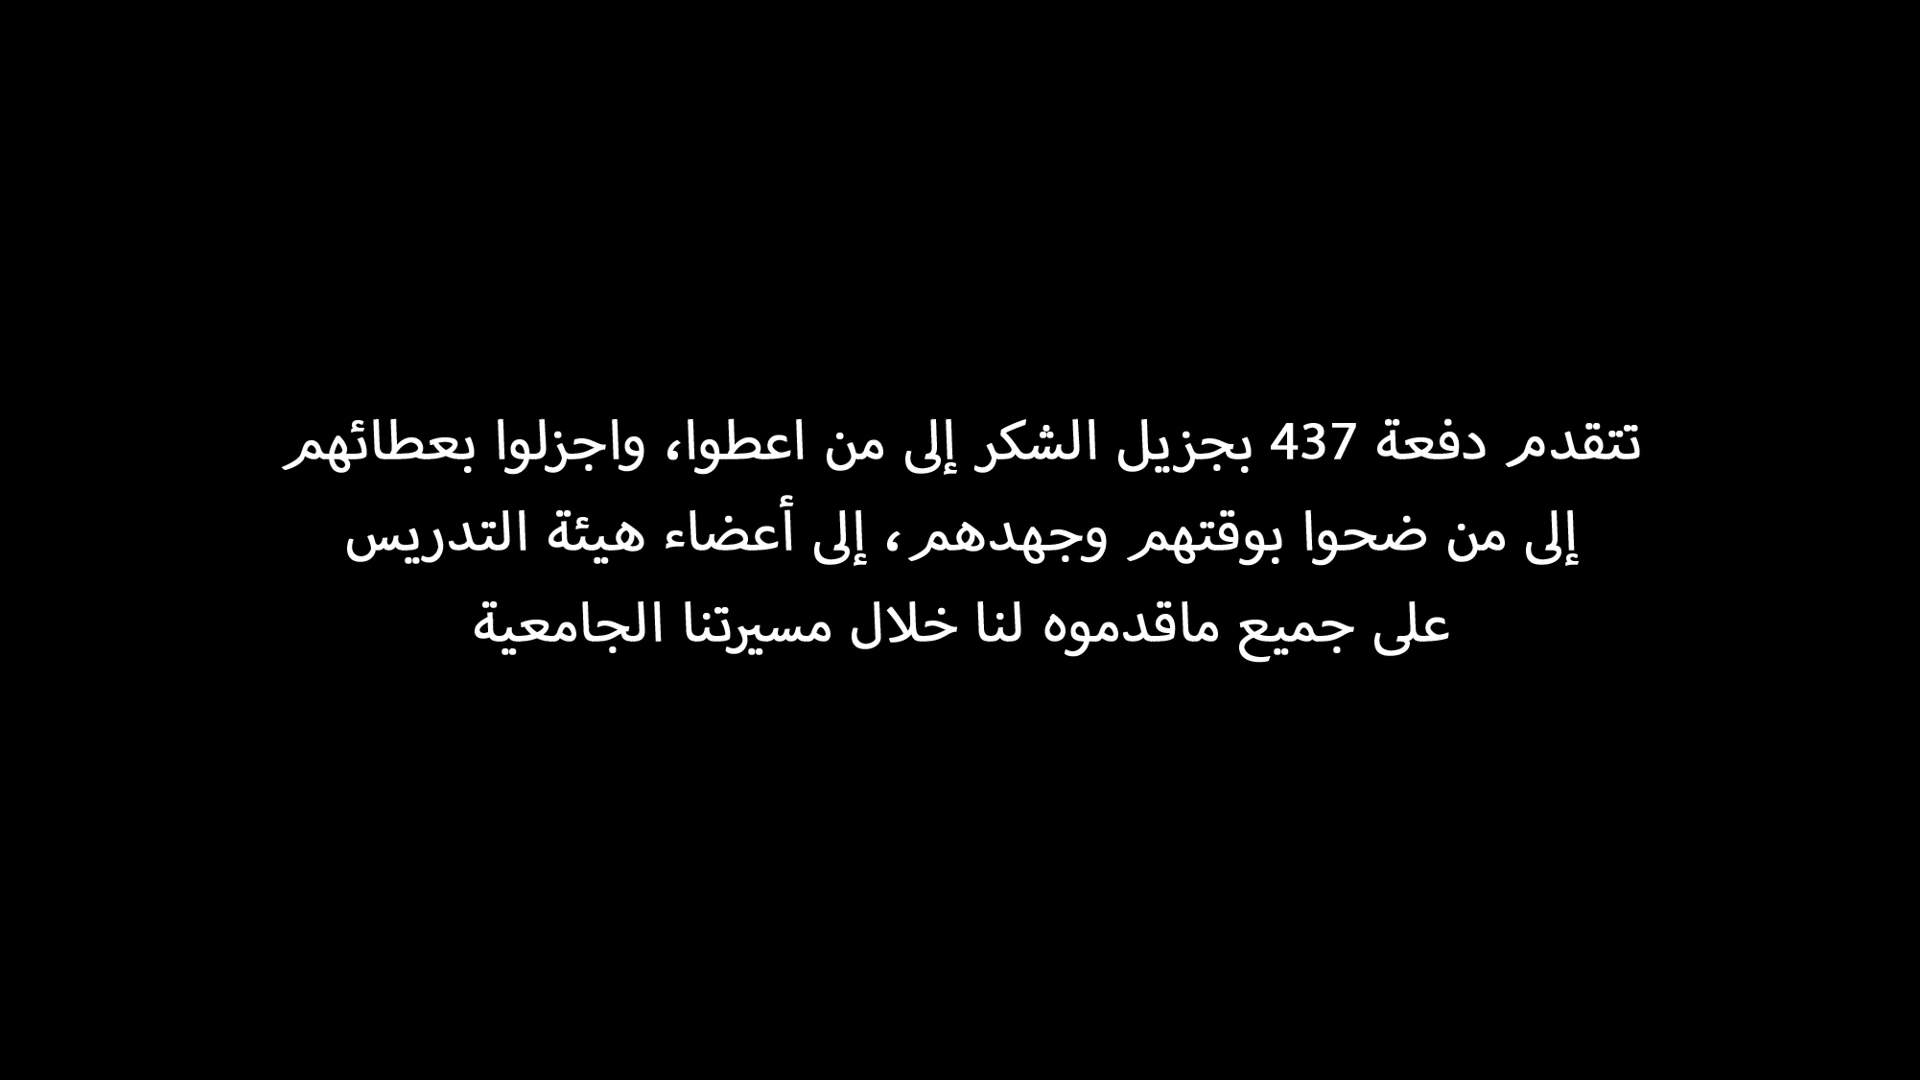 تتقدم دفعة 437 بجزيل الشكر إلى من اعطوا، واجزلوا بعطائهم
إلى من ضحوا بوقتهم وجهدهم، إلى أعضاء هيئة التدريس
على جميع ماقدموه لنا خلال مسيرتنا الجامعية